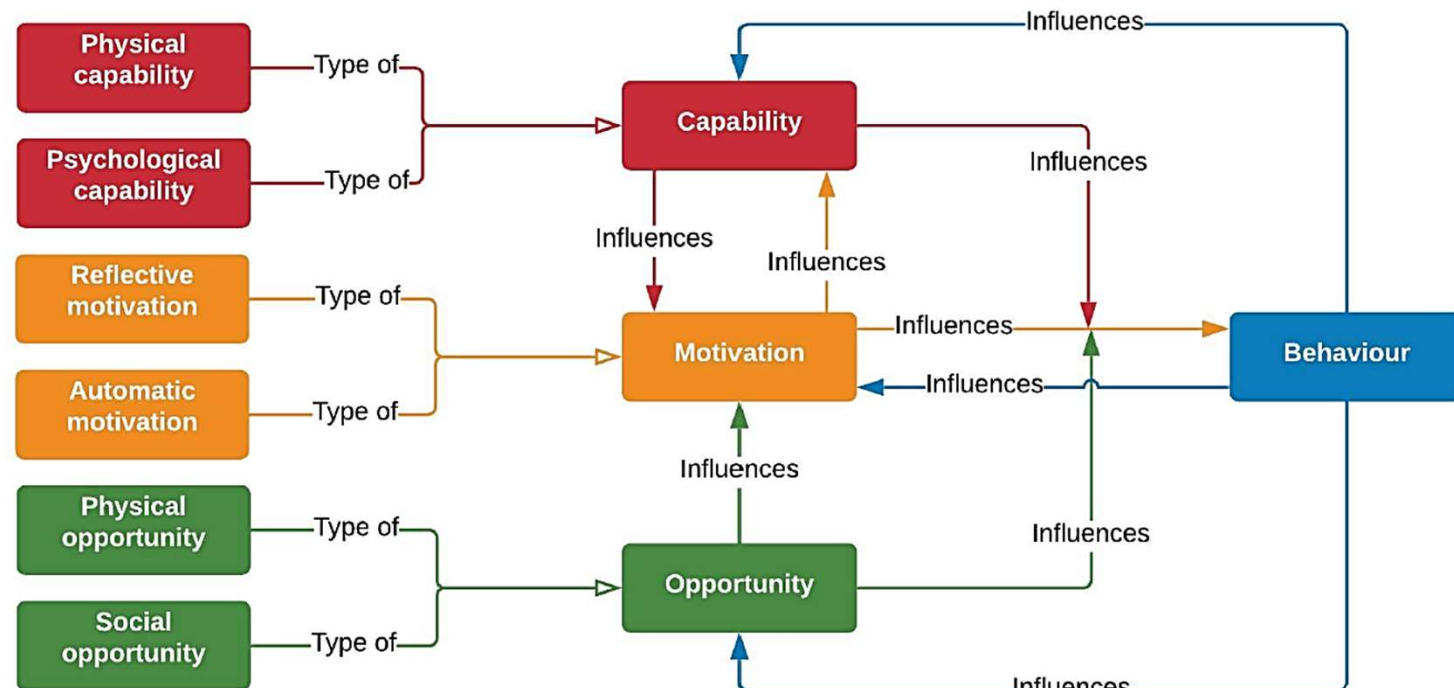 Influences
Physical
capability
Type of
Capability
Influences
Psychological
capability
Type of
Influences
Influences
Reflective
motivation
Type of
Influences
Motivation
Behaviour
Influences
Automatic
motivation
Type of
Influences
Physical
opportunity
Type of
Influences
Opportunity
Social
opportunity
Type of
Influences